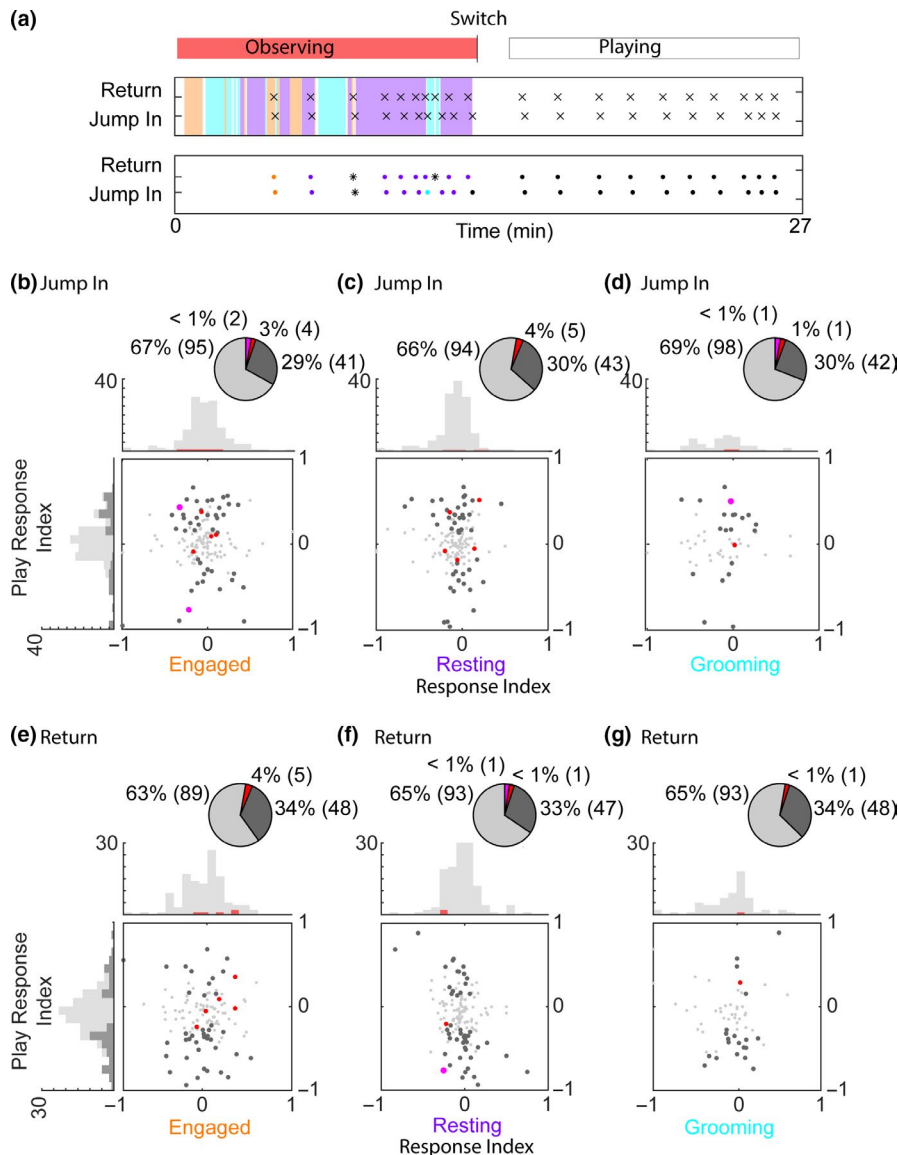 (a)
Switch
Observing
Playing
Return
Jump In
Return
Jump In
0
Time (min)
27
(b) Jump In
< 1% (2)
3% (4)
67% (95)
29% (41)
40
Play Response
Index
40
1
0
−1
−1
0
1
Engaged
(c) Jump In
4% (5)
66% (94)
30% (43)
40
1
0
−1
−1
0
1
Resting
Response Index
(d) Jump In
< 1% (1)
1% (1)
69% (98)
30% (42)
40
1
0
−1
−1
0
1
Grooming
(e) Return
4% (5)
63% (89)
34% (48)
30
Play Response
Index
30
1
0
−1
−1
0
1
Engaged
(f) Return
< 1% (1)
< 1% (1)
65% (93)
33% (47)
30
1
0
−1
−1
0
1
Resting
Response Index
(g) Return
< 1% (1)
65% (93)
34% (48)
30
1
0
−1
−1
0
1
Grooming